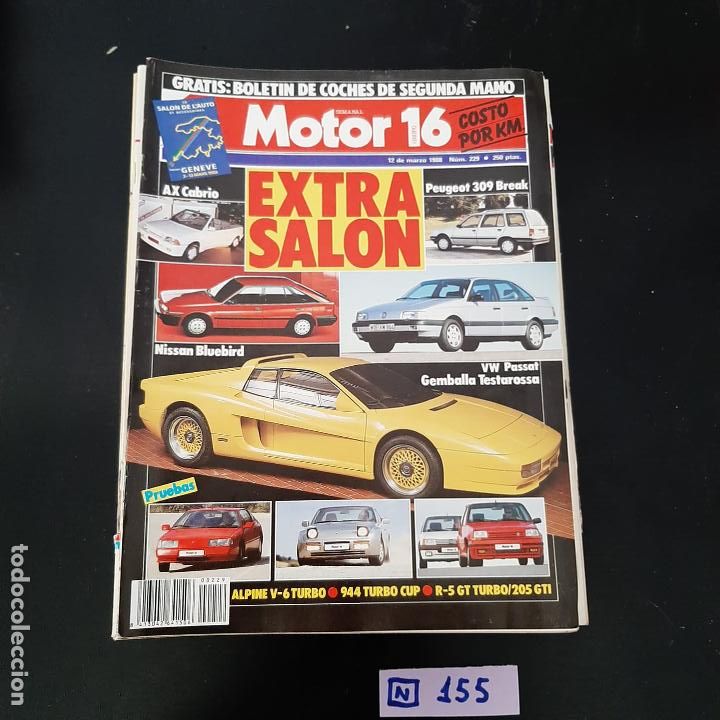 GRATIS: BOLETIN DE COCHES DE SEGUNDA MANO
SALON DE L'AUTO
GENEVE
SEMANAL
Motor 16
COSTO
POR KM.
12 de marzo 1988 Núm. 229 250 ptas.
AX Cabrio
EXTRA
SALON
Peugeot 309 Break
Nissan Bluebird
VW Passat
Gemballa Testarossa
Pruebas
00229
ALPINE V-6 TURBO ● 944 TURBO CUP ● R-5 GT TURBO/205 GTI
N 155
todocoleccion